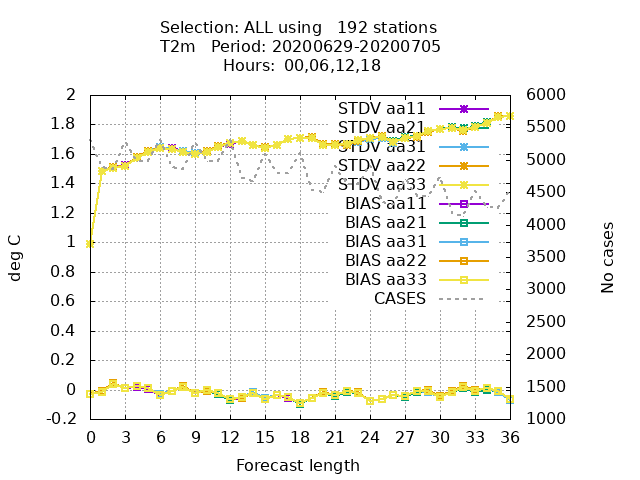 Selection: ALL using   192 stations
T2m   Period: 20200629-20200705
Hours:  00,06,12,18
2 6000
STDV aa11
1.8 STDV aa21 5500
STDV aa31
1.6 STDV aa22 5000
1.4 STDV aa33 4500
BIAS aa11
1.2 BIAS aa21 4000
1 BIAS aa31 3500
BIAS aa22
0.8 BIAS aa33 3000
0.6 CASES 2500
0.4
0.2 2000
0 1500
-0.2 1000
0 3 6 9 12 15 18 21 24 27 30 33 36
Forecast length
deg C
No cases